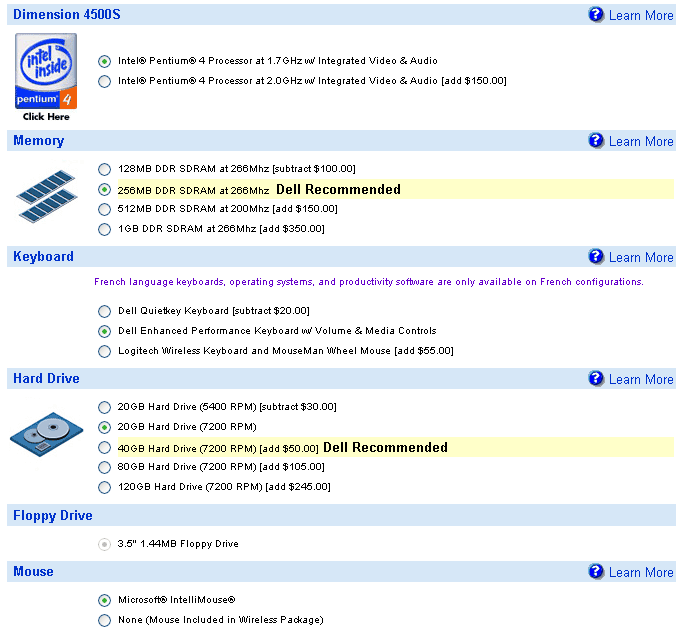 Dimension 4500S
Learn More
intel inside
pentium® 4
Click Here
Intel® Pentium® 4 Processor at 1.7GHz w/ Integrated Video & Audio
Intel® Pentium® 4 Processor at 2.0GHz w/ Integrated Video & Audio [add $150.00]
Memory
Learn More
128MB DDR SDRAM at 266Mhz [subtract $100.00]
256MB DDR SDRAM at 266Mhz Dell Recommended
512MB DDR SDRAM at 200Mhz [add $150.00]
1GB DDR SDRAM at 266Mhz [add $350.00]
Keyboard
Learn More
French language keyboards, operating systems, and productivity software are only available on French configurations.
Dell Quietkey Keyboard [subtract $20.00]
Dell Enhanced Performance Keyboard w/ Volume & Media Controls
Logitech Wireless Keyboard and MouseMan Wheel Mouse [add $55.00]
Hard Drive
Learn More
20GB Hard Drive (5400 RPM) [subtract $30.00]
20GB Hard Drive (7200 RPM)
40GB Hard Drive (7200 RPM) [add $50.00] Dell Recommended
80GB Hard Drive (7200 RPM) [add $105.00]
120GB Hard Drive (7200 RPM) [add $245.00]
Floppy Drive
3.5" 1.44MB Floppy Drive
Mouse
Learn More
Microsoft® IntelliMouse®
None (Mouse Included in Wireless Package)